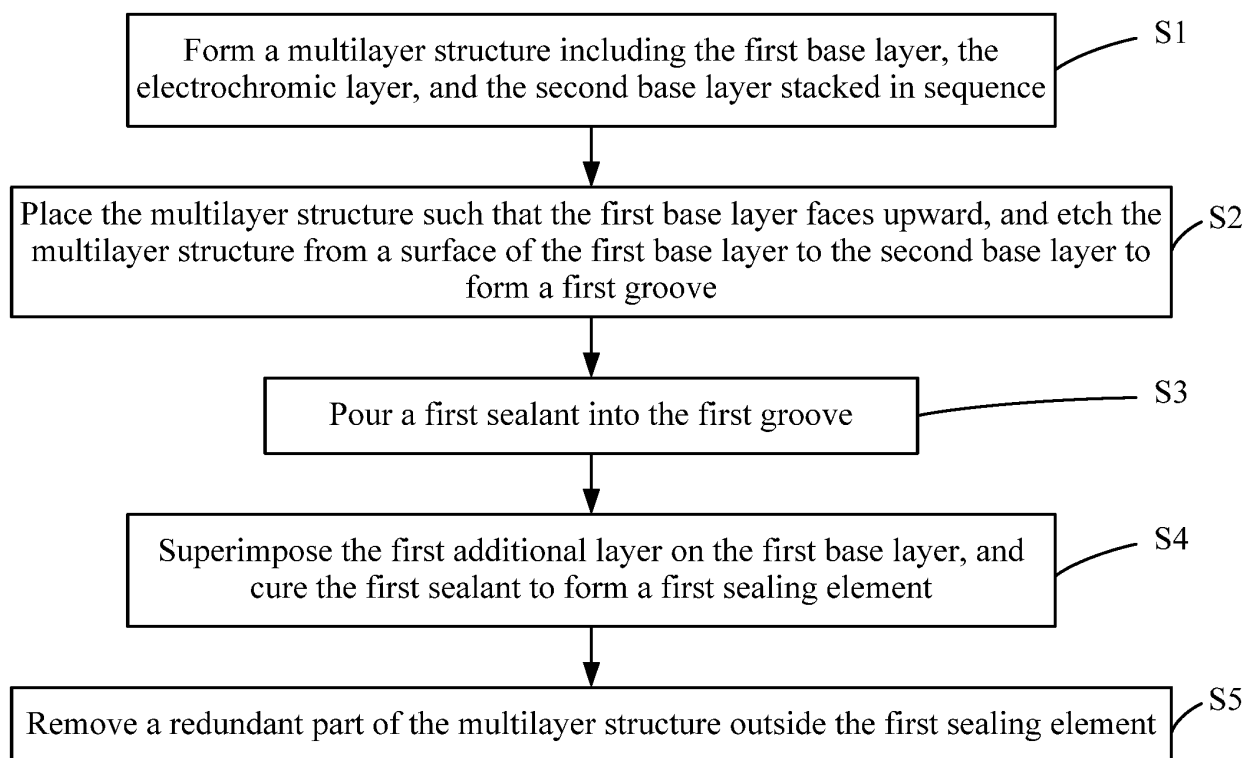 Form a multilayer structure including the first base layer, the
electrochromic layer, and the second base layer stacked in sequence
S1
Place the multilayer structure such that the first base layer faces upward, and etch the
multilayer structure from a surface of the first base layer to the second base layer to
form a first groove
S2
Pour a first sealant into the first groove
S3
Superimpose the first additional layer on the first base layer, and
cure the first sealant to form a first sealing element
S4
Remove a redundant part of the multilayer structure outside the first sealing element
S5